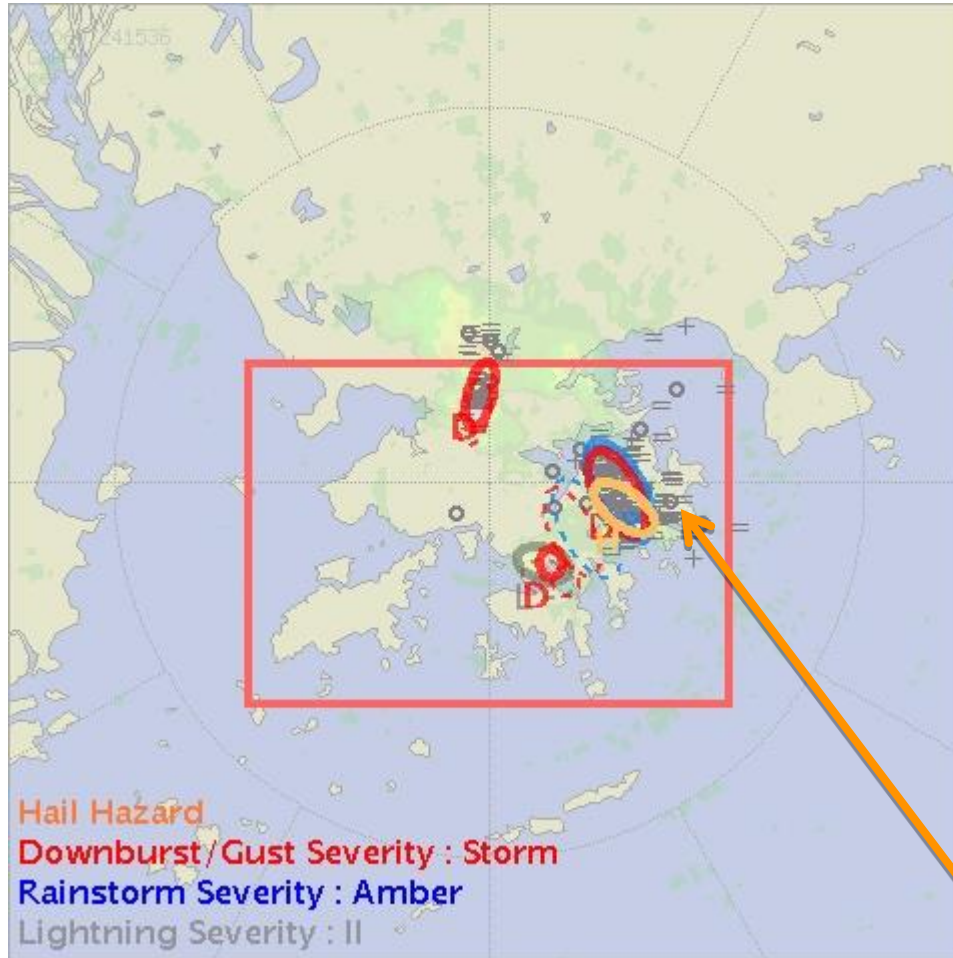 D
D
Hail Hazard
Downburst/Gust Severity : Storm
Rainstorm Severity : Amber
Lightning Severity : II